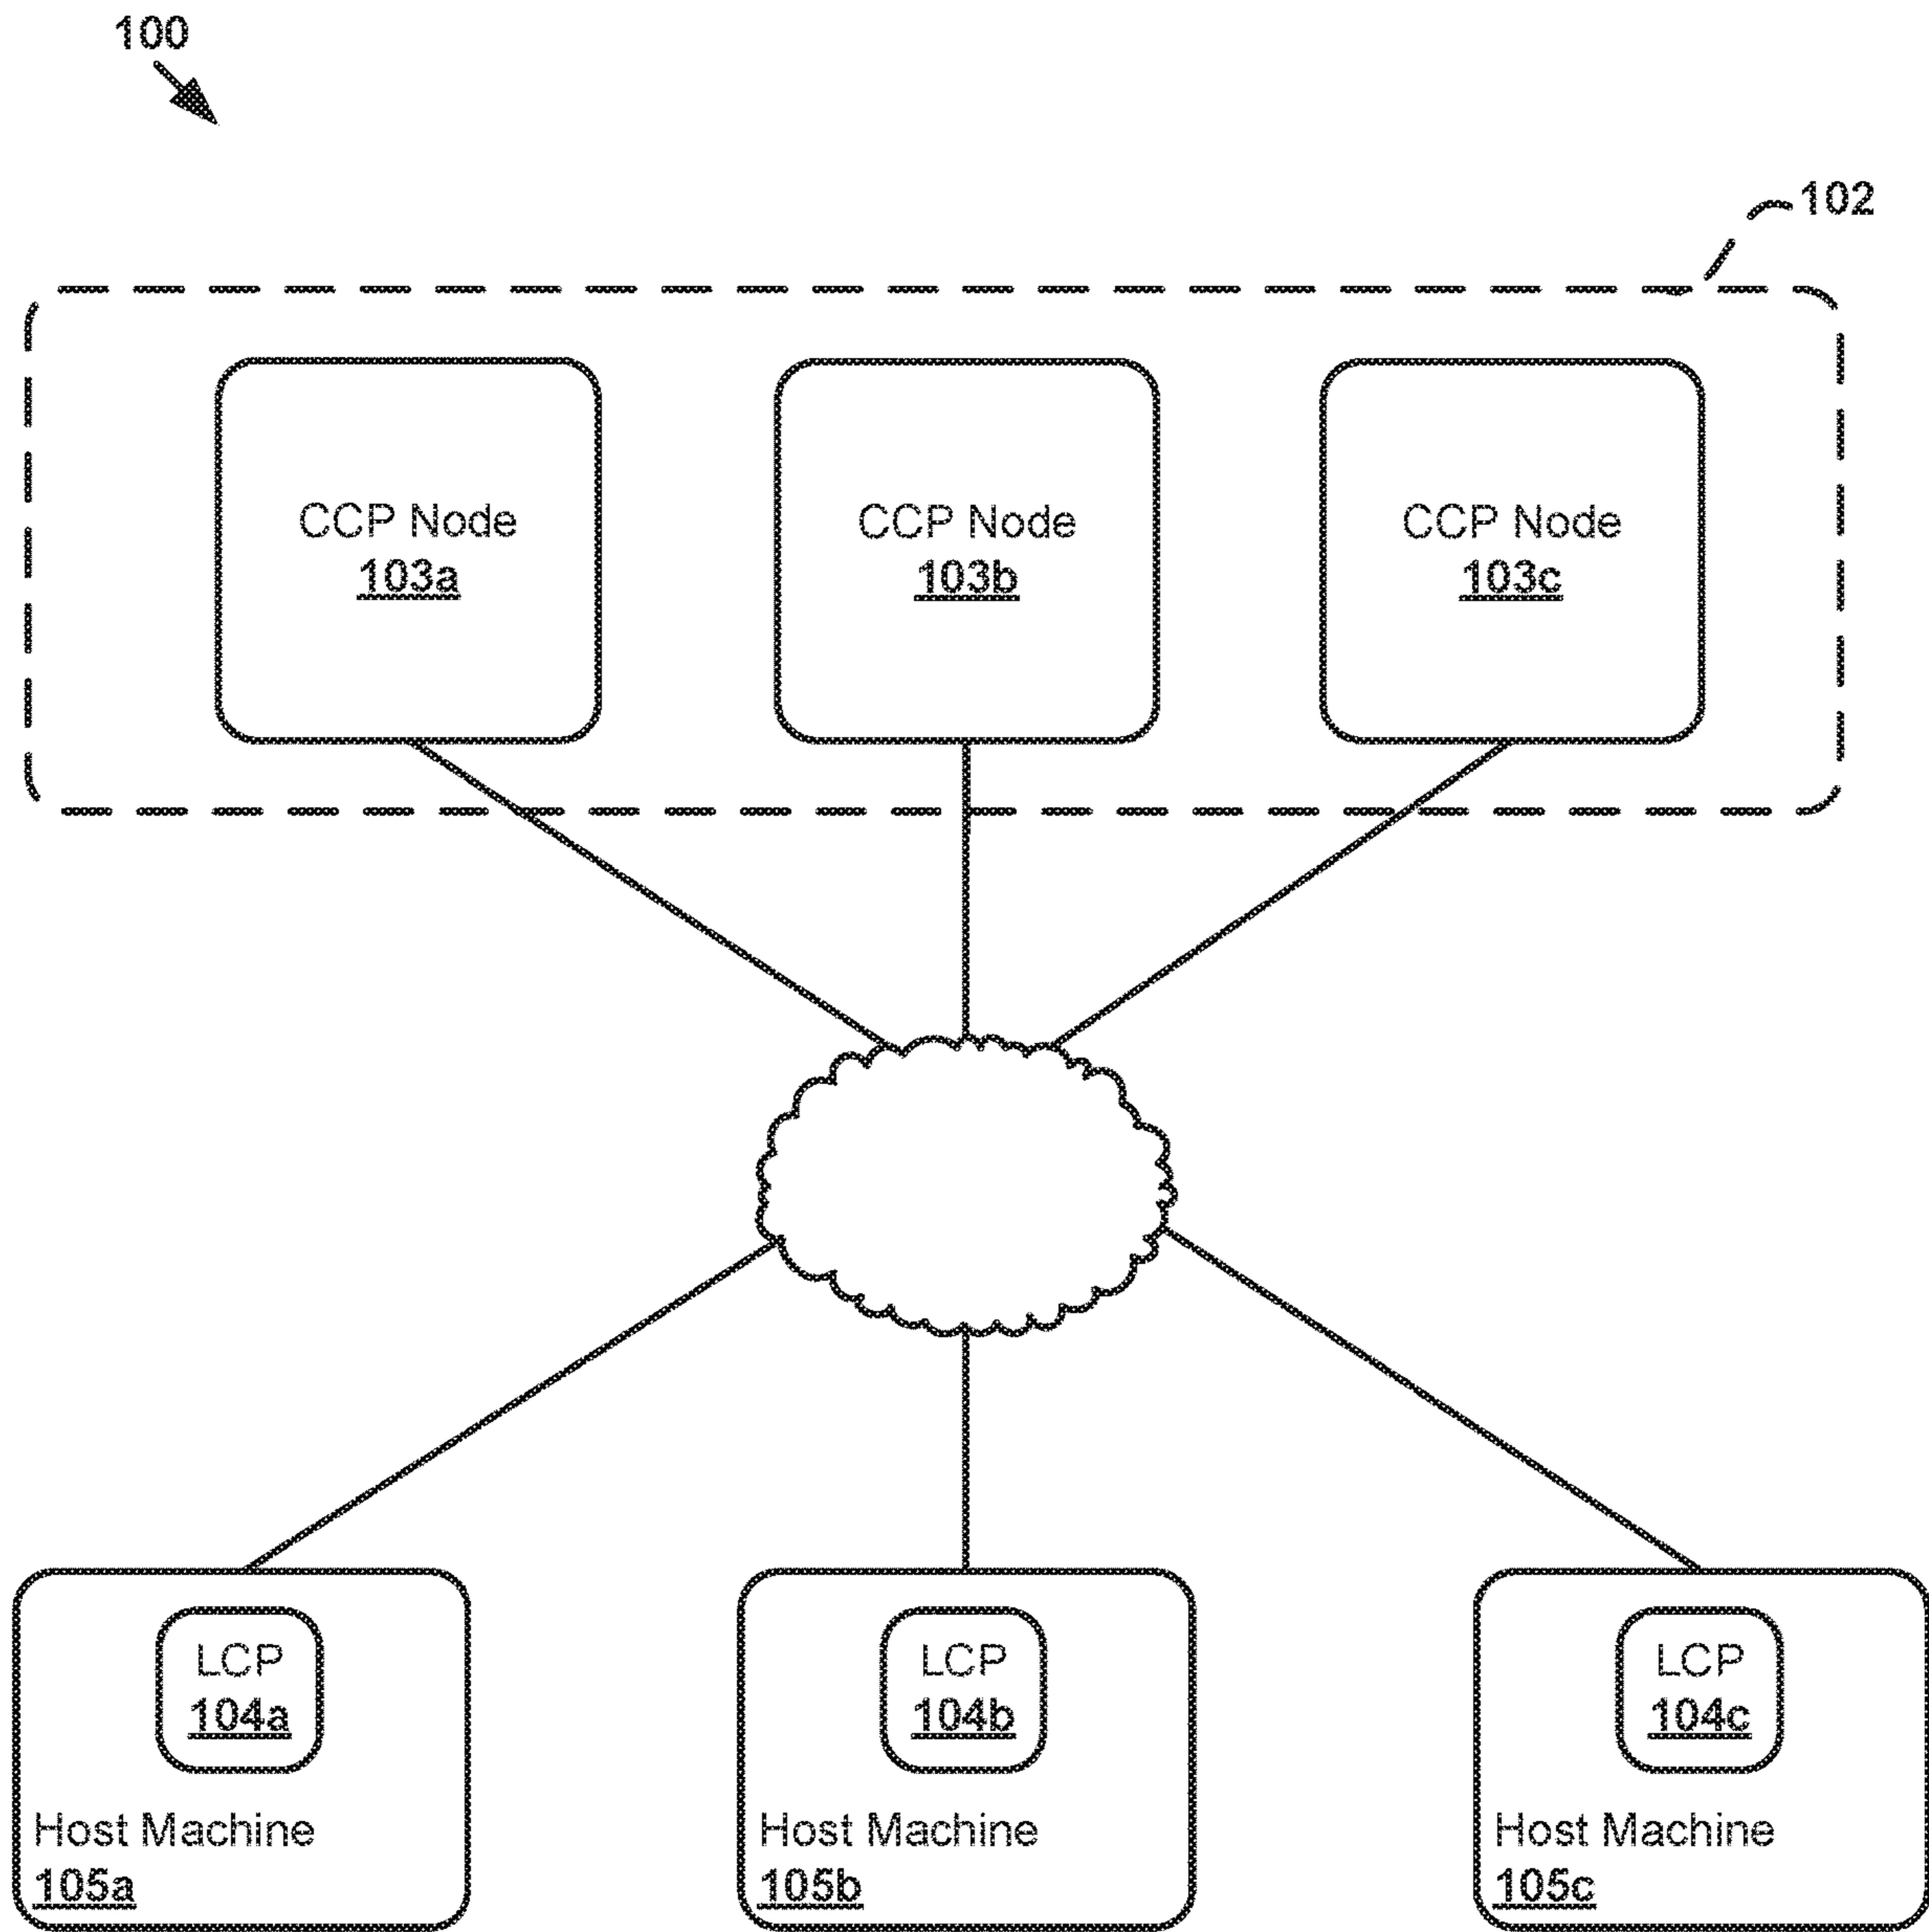 100
102
CCP Node
103a
CCP Node
103b
CCP Node
103c
LCP
104a
Host Machine
105a
LCP
104b
Host Machine
105b
LCP
104c
Host Machine
105c